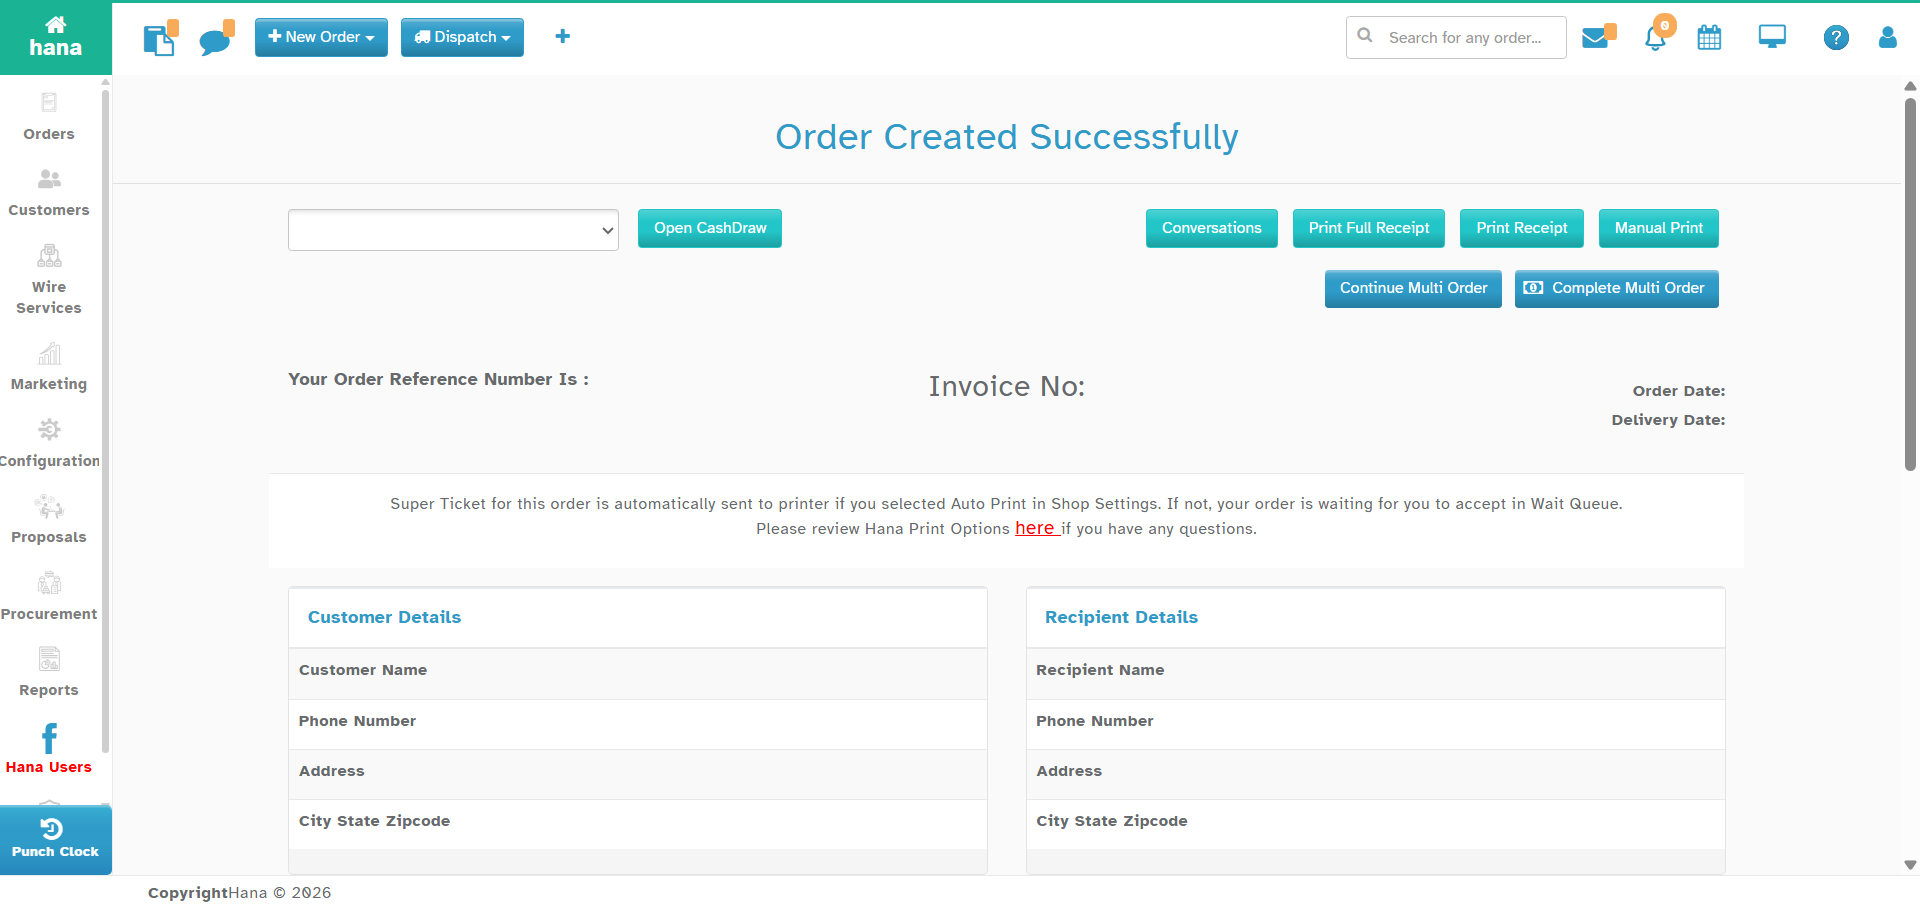 hana
New Order
Dispatch
Search for any order...
0
?
Orders
Customers
Wire
Services
Marketing
Configuration
Proposals
Procurement
Reports
Hana Users
Punch Clock
Order Created Successfully
Open CashDraw
Conversations
Print Full Receipt
Print Receipt
Manual Print
Continue Multi Order
Complete Multi Order
Your Order Reference Number Is :
Invoice No:
Order Date:
Delivery Date:
Super Ticket for this order is automatically sent to printer if you selected Auto Print in Shop Settings. If not, your order is waiting for you to accept in Wait Queue.
Please review Hana Print Options here if you have any questions.
Customer Details
Customer Name
Phone Number
Address
City State Zipcode
Recipient Details
Recipient Name
Phone Number
Address
City State Zipcode
CopyrightHana © 2026